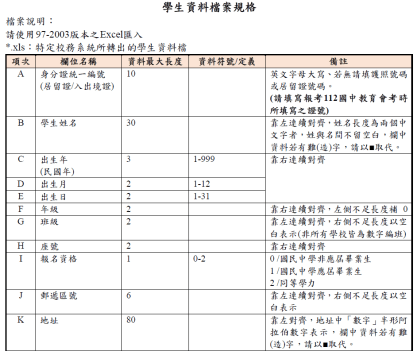 學生資料檔案規格
檔案說明：
請使用97-2003版本之Excel匯入
*.xls：特定校務系統所轉出的學生資料檔
項次 欄位名稱 資料最大長度 資料符號/定義 備註
A 身分證統一編號 10 英文字母大寫、若無請填護照號碼
(居留證/入出境證) 或居留證號碼。
(請填寫報考112國中教育會考時
所填寫之證號)
B 學生姓名 30 靠左連續對齊，姓名長度為兩個中
文字者，姓與名間不留空白，欄中
資料若有難(造)字，請以■取代。
C 出生年 3 1-999 靠右對齊
(民國年)
D 出生月 2 1-12
E 出生日 2 1-31
F 年級 2 靠右連續對齊，左側不足長度補 0
G 班級 2 靠左連續對齊，右側不足長度以空
白表示(非所有學校皆為數字編班)
H 座號 2 靠右連續對齊
I 報名資格 1 0-2 0 /國民中學非應屆畢業生
1 /國民中學應屆畢業生
2 /同等學力
J 郵遞區號 6 靠左連續對齊，右側不足長度以空
白表示
K 地址 80 靠左對齊，地址中「數字」半形阿
拉伯數字表示，欄中資料若有難
(造)字，請以■取代。